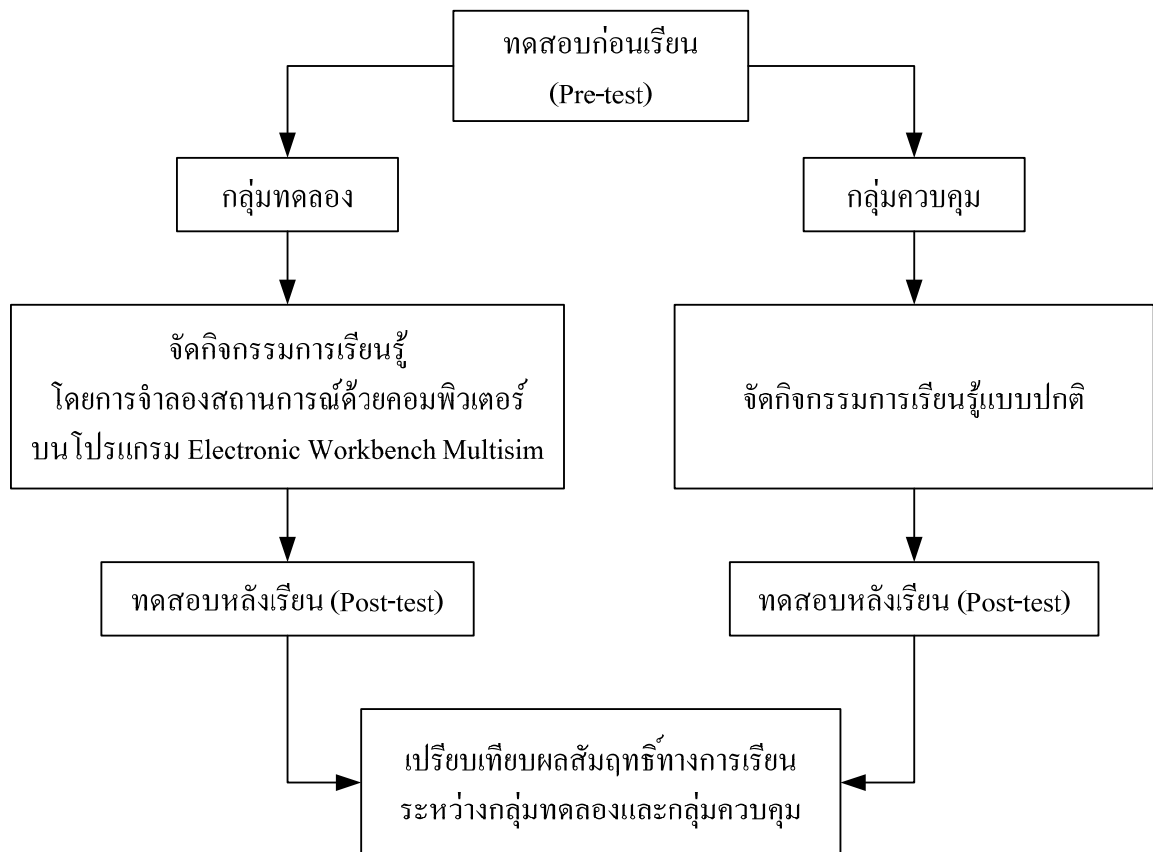 ทดสอบก่อนเรียน
(Pre-test)
กลุ่มทดลอง
กลุ่มควบคุม
จัดกิจกรรมการเรียนรู้
โดยการจำลองสถานการณ์ด้วยคอมพิวเตอร์
บนโปรแกรม Electronic Workbench Multisim
จัดกิจกรรมการเรียนรู้แบบปกติ
ทดสอบหลังเรียน (Post-test)
ทดสอบหลังเรียน (Post-test)
เปรียบเทียบผลสัมฤทธิ์ทางการเรียน
ระหว่างกลุ่มทดลองและกลุ่มควบคุม